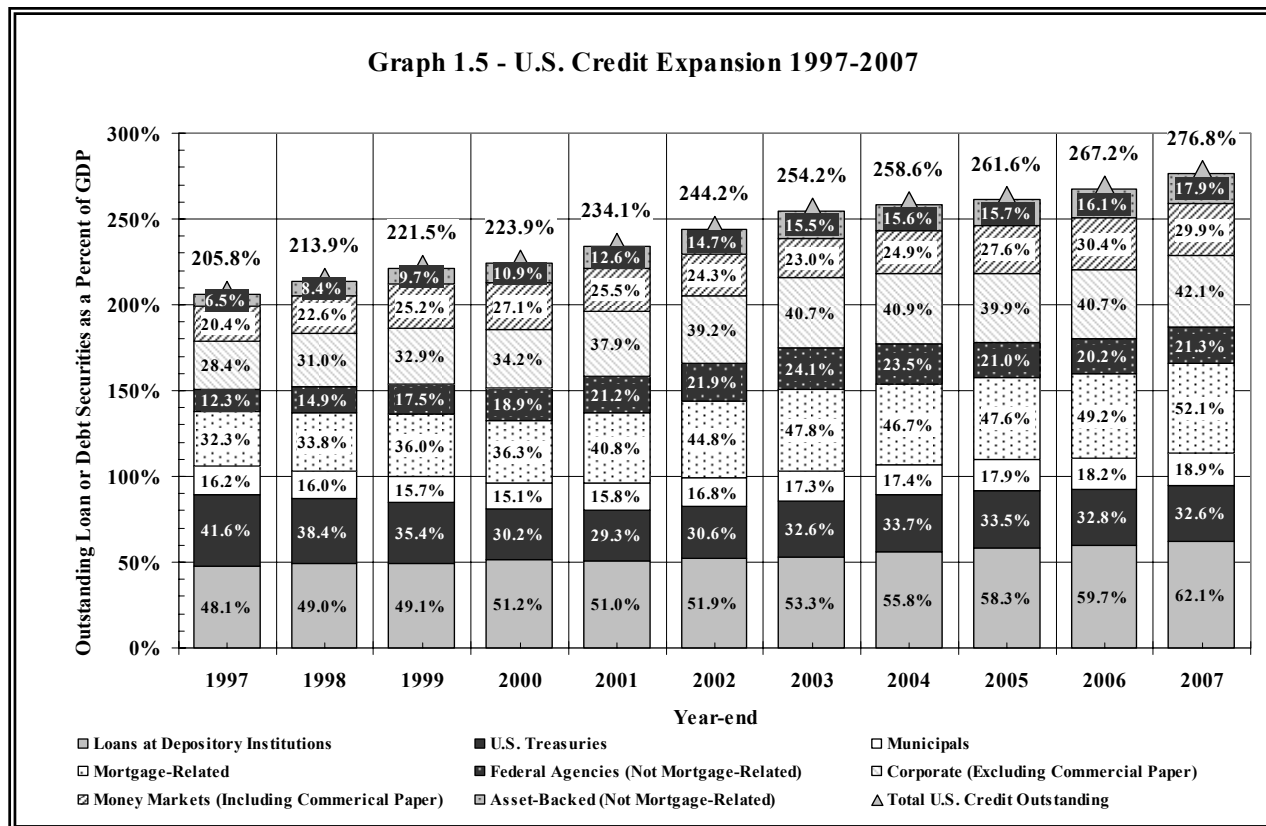 Graph 1.5 - U.S. Credit Expansion 1997-2007
Outstanding Loan or Debt Securities as a Percent of GDP
300%
250%
200%
150%
100%
50%
0%
205.8% 213.9% 221.5% 223.9% 234.1% 244.2% 254.2% 258.6% 261.6% 267.2% 276.8%
6.5% 8.4% 9.7% 10.9% 12.6% 14.7% 15.5% 15.6% 15.7% 16.1% 17.9%
20.4% 22.6% 25.2% 27.1% 25.5% 24.3% 23.0% 24.9% 27.6% 30.4% 29.9%
28.4% 31.0% 32.9% 34.2% 37.9% 39.2% 40.7% 40.9% 39.9% 40.7% 42.1%
12.3% 14.9% 17.5% 18.9% 21.2% 21.9% 24.1% 23.5% 21.0% 20.2% 21.3%
32.3% 33.8% 36.0% 36.3% 40.8% 44.8% 47.8% 46.7% 47.6% 49.2% 52.1%
16.2% 16.0% 15.7% 15.1% 15.8% 16.8% 17.3% 17.4% 17.9% 18.2% 18.9%
41.6% 38.4% 35.4% 30.2% 29.3% 30.6% 32.6% 33.7% 33.5% 32.8% 32.6%
48.1% 49.0% 49.1% 51.2% 51.0% 51.9% 53.3% 55.8% 58.3% 59.7% 62.1%
1997 1998 1999 2000 2001 2002 2003 2004 2005 2006 2007
Year-end
Loans at Depository Institutions U.S. Treasuries Municipals
Mortgage-Related Federal Agencies (Not Mortgage-Related) Corporate (Excluding Commercial Paper)
Money Markets (Including Commerical Paper) Asset-Backed (Not Mortgage-Related) Total U.S. Credit Outstanding